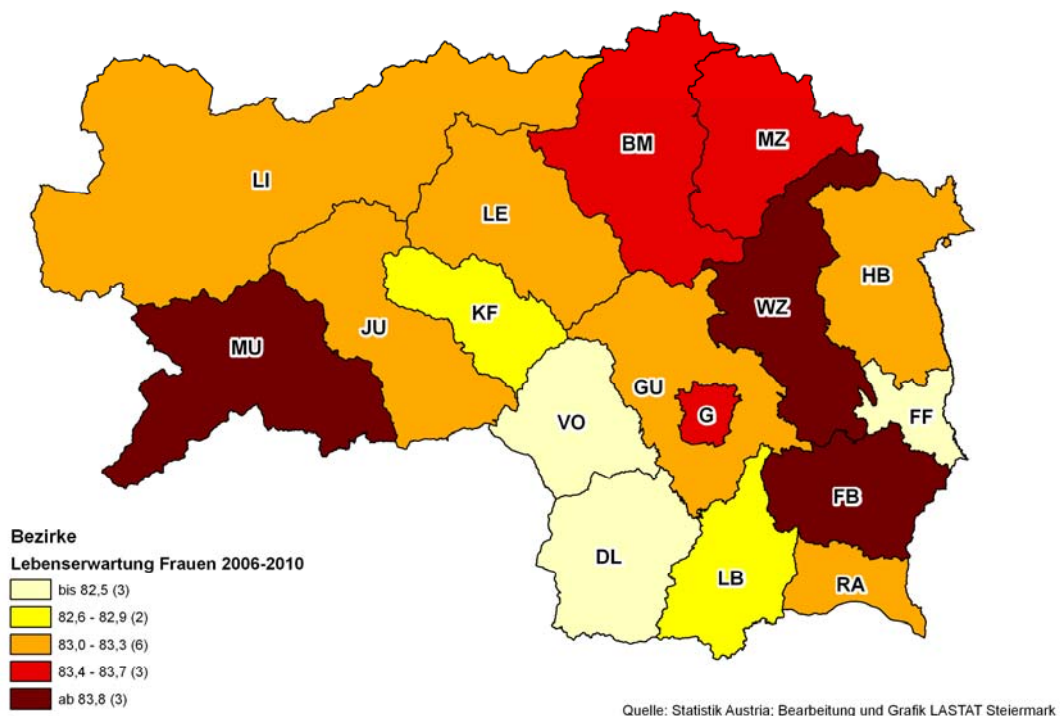 BM
MZ
LI
LE
HB
WZ
KF
JU
MU
GU
G
VO
FF
FB
DL
LB
RA
Bezirke
Lebenserwartung Frauen 2006-2010
bis 82,5 (3)
82,6 - 82,9 (2)
83,0 - 83,3 (6)
83,4 - 83,7 (3)
ab 83,8 (3)
Quelle: Statistik Austria; Bearbeitung und Grafik LASTAT Steiermark